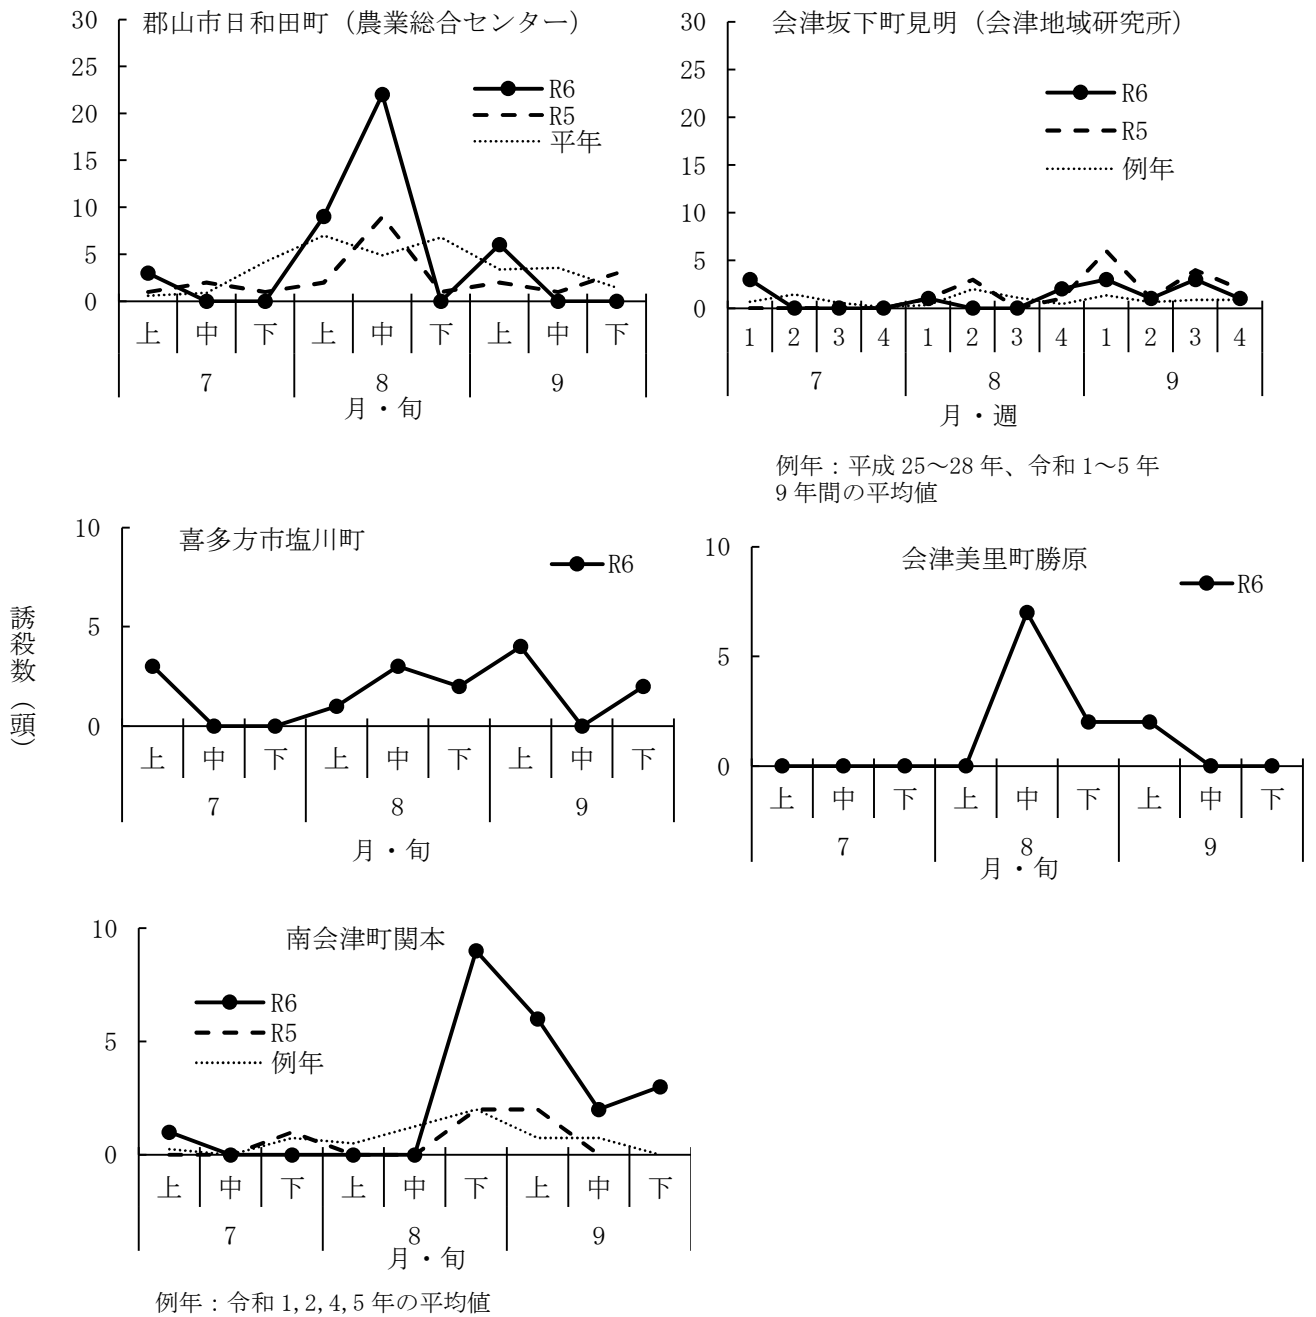 郡山市日和田町（農業総合センター）
30
25
20
15
10
5
0
R6
R5
平年
上 中 下 上 中 下 上 中 下
7 8 9
月・旬
会津坂下町見明（会津地域研究所）
30
25
20
15
10
5
0
R6
R5
例年
1 2 3 4 1 2 3 4 1 2 3 4
7 8 9
月・週
例年：平成 25～28 年、令和 1～5 年
9 年間の平均値
誘殺数（頭）
喜多方市塩川町
10
5
0
R6
上 中 下 上 中 下 上 中 下
7 8 9
月・旬
会津美里町勝原
10
5
0
R6
上 中 下 上 中 下 上 中 下
7 8 9
月・旬
南会津町関本
10
5
0
R6
R5
例年
上 中 下 上 中 下 上 中 下
7 8 9
月・旬
例年：令和 1,2,4,5 年の平均値